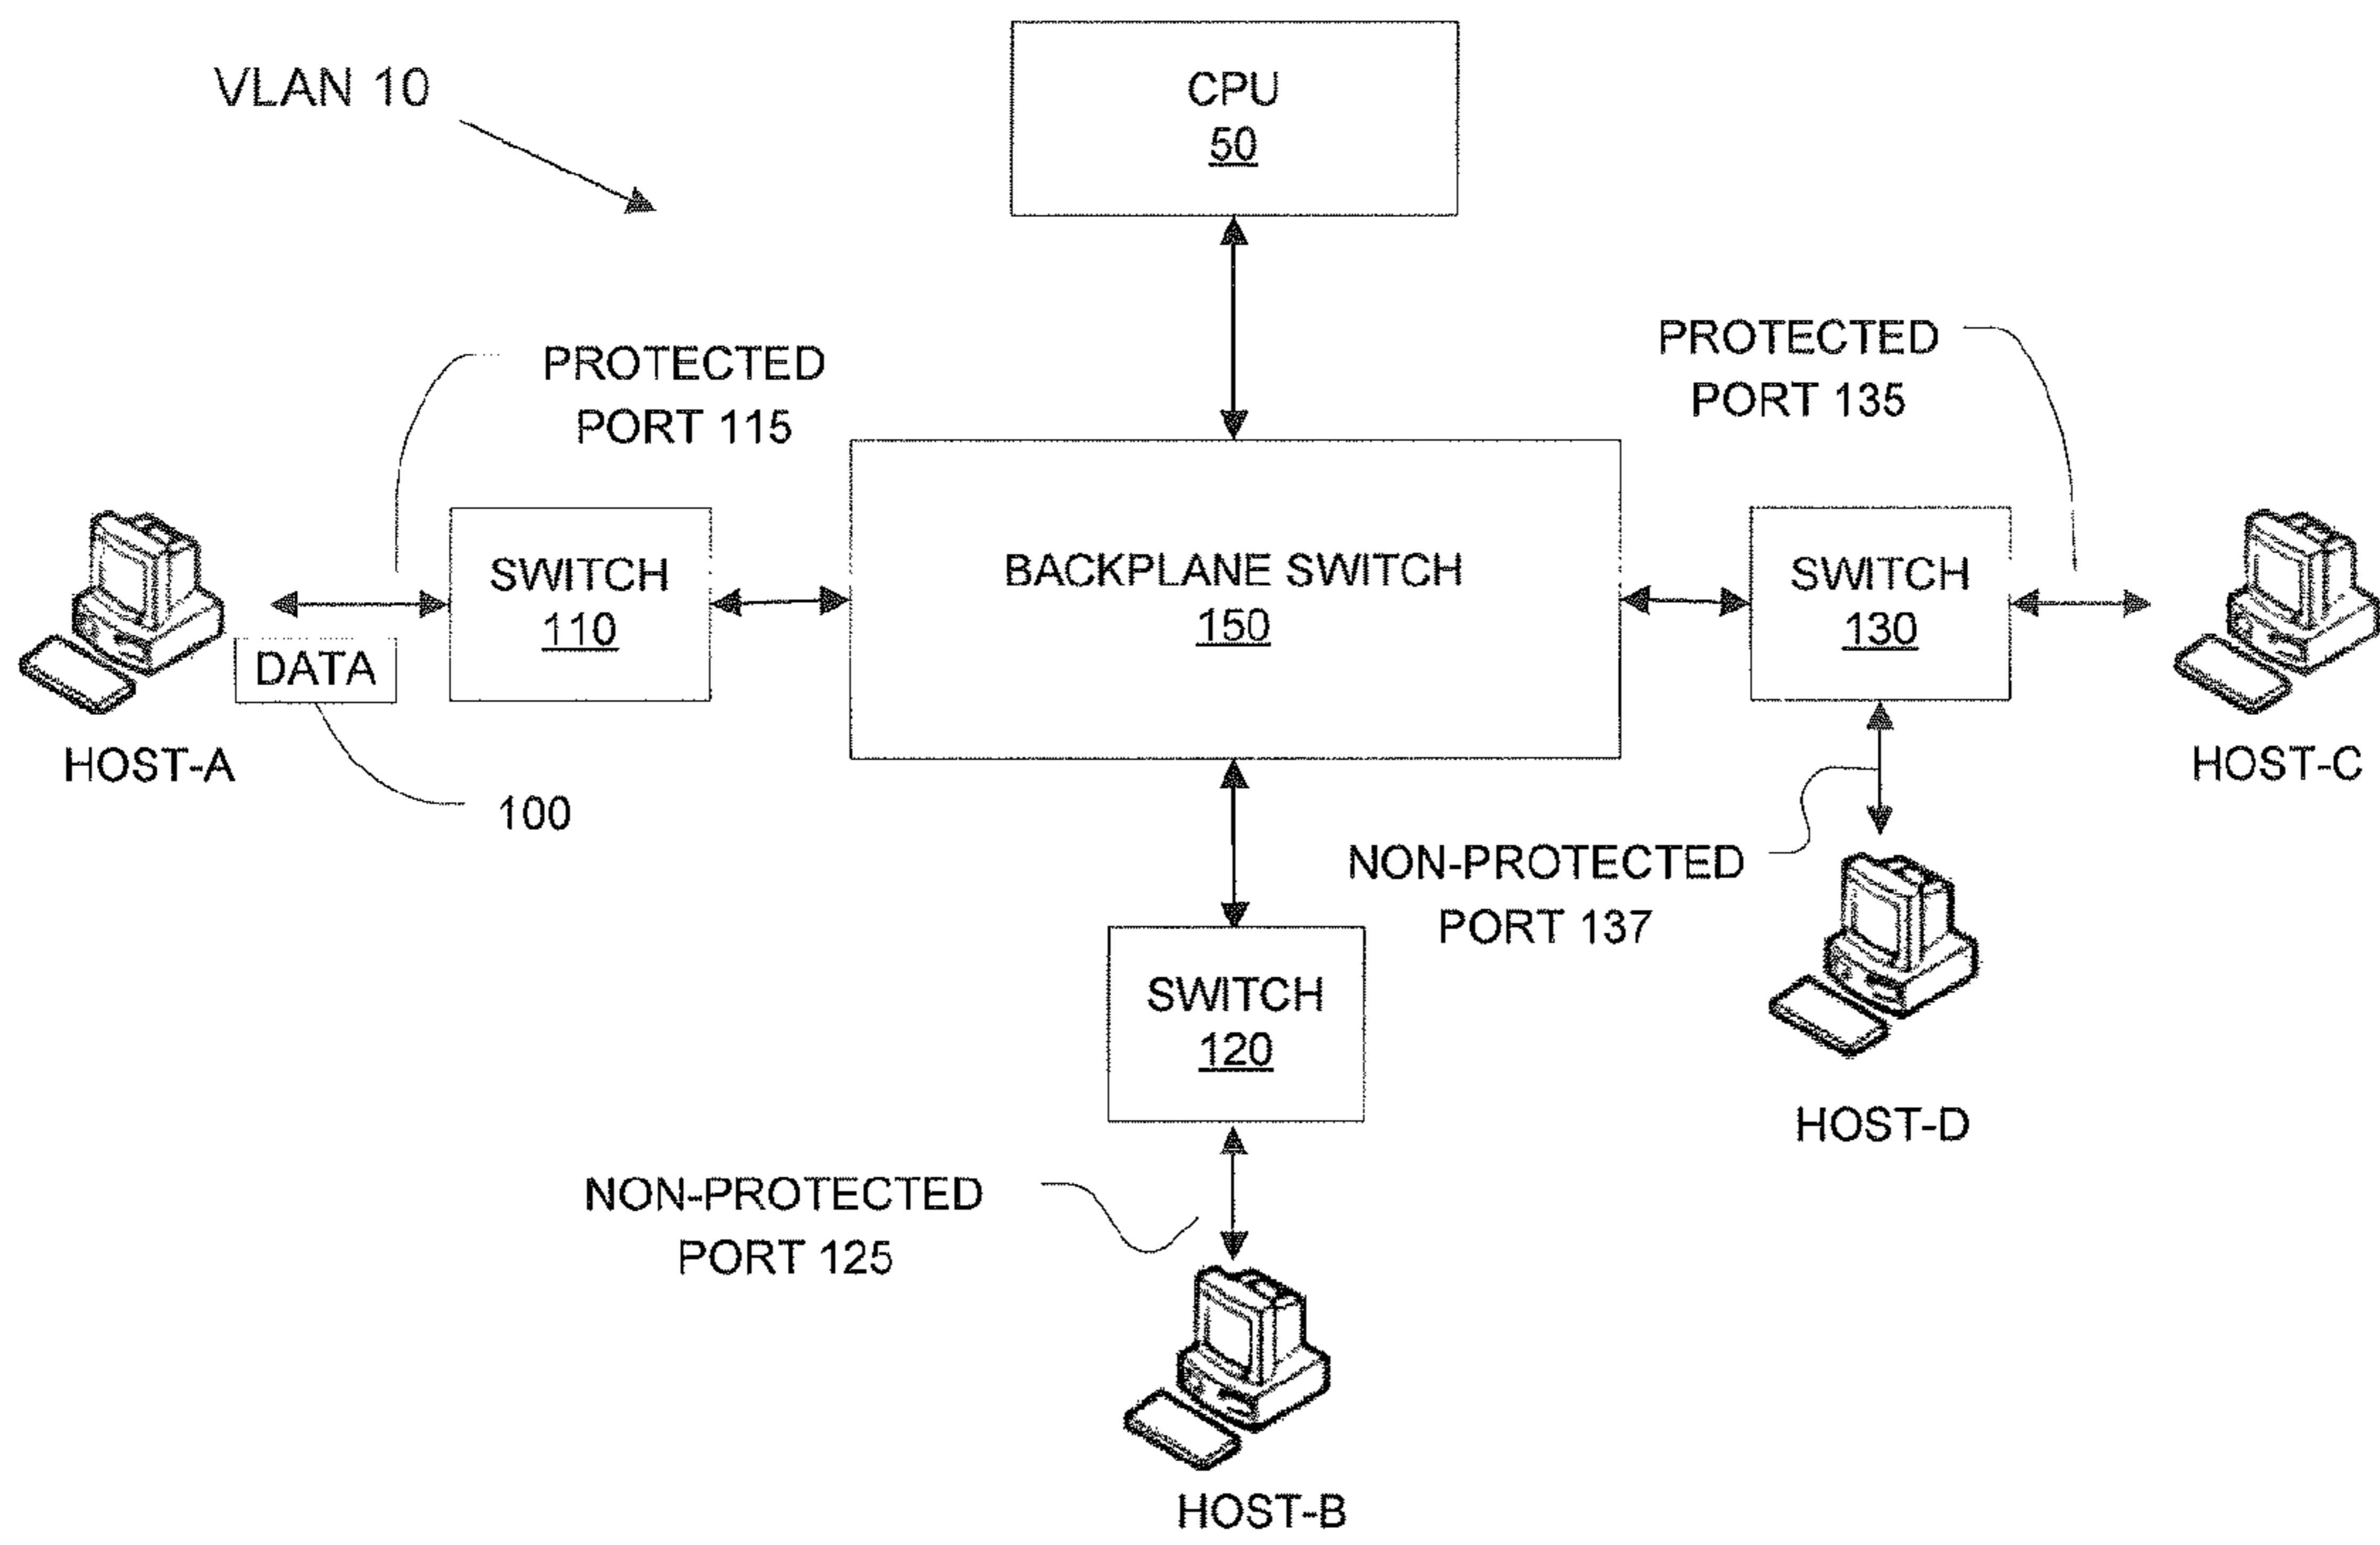 VLAN 10
CPU
50
PROTECTED
PORT 115
PROTECTED
PORT 135
SWITCH
110
BACKPLANE SWITCH
150
SWITCH
130
DATA
HOST-A
100
HOST-C
NON-PROTECTED
PORT 137
SWITCH
120
HOST-D
NON-PROTECTED
PORT 125
HOST-B